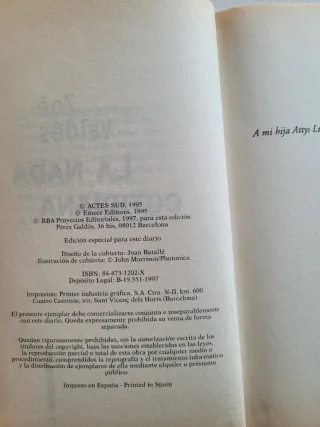 Zoé
Valdés
LA NADA
COTIDIANA
© ACTES SUD, 1995
© Emecé Editores, 1995
© RBA Proyectos Editoriales, 1997, para esta edición
Pérez Galdós, 36 bis, 08012 Barcelona
Edición especial para este diario
Diseño de la cubierta: Joan Batallé
Ilustración de cubierta: © John Morrison/Photonica
ISBN: 84-473-1202-X
Depósito Legal: B-19.551-1997
Impresión: Printer industria gráfica, S.A. Ctra. N-II, km. 600
Cuatro Caminos, s/n. Sant Vicenç dels Horts (Barcelona)
El presente ejemplar debe comercializarse conjunta e inseparablemente
con este diario. Queda expresamente prohibida su venta de forma
separada.
Quedan rigurosamente prohibidas, sin la autorización escrita de los
titulares del copyright, bajo las sanciones establecidas en las leyes,
la reproducción parcial o total de esta obra por cualquier medio o
procedimiento, comprendidos la reprografía y el tratamiento informático
y la distribución de ejemplares de ella mediante alquiler o préstamo
público.
Impreso en España - Printed in Spain
A mi hija Attys